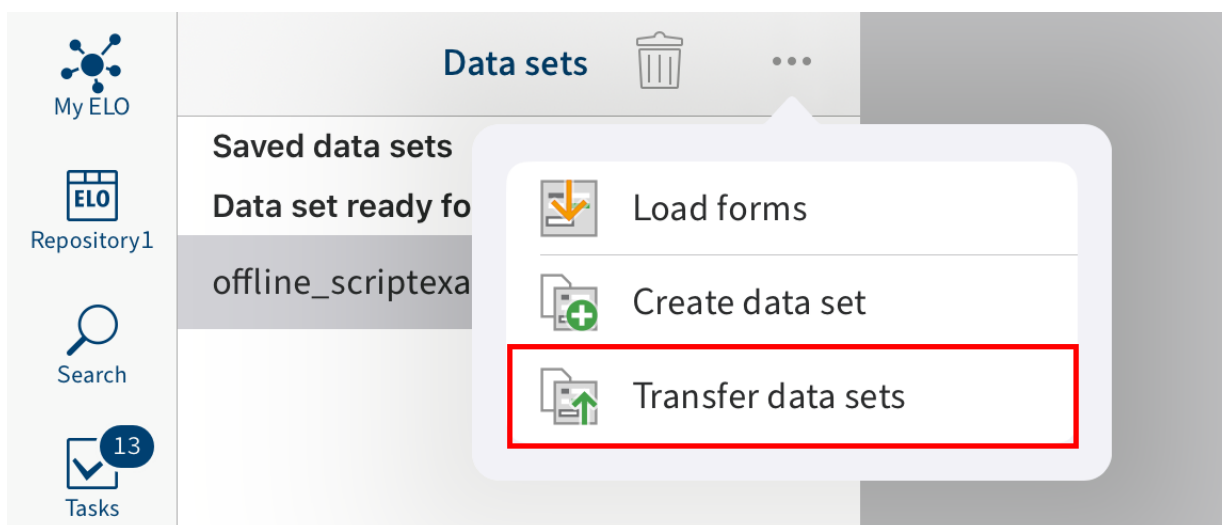 My ELO
ELO
Repository1
Search
13
Tasks
Data sets
Saved data sets
Data set ready fo
offline_scriptexa
Load forms
Create data set
Transfer data sets